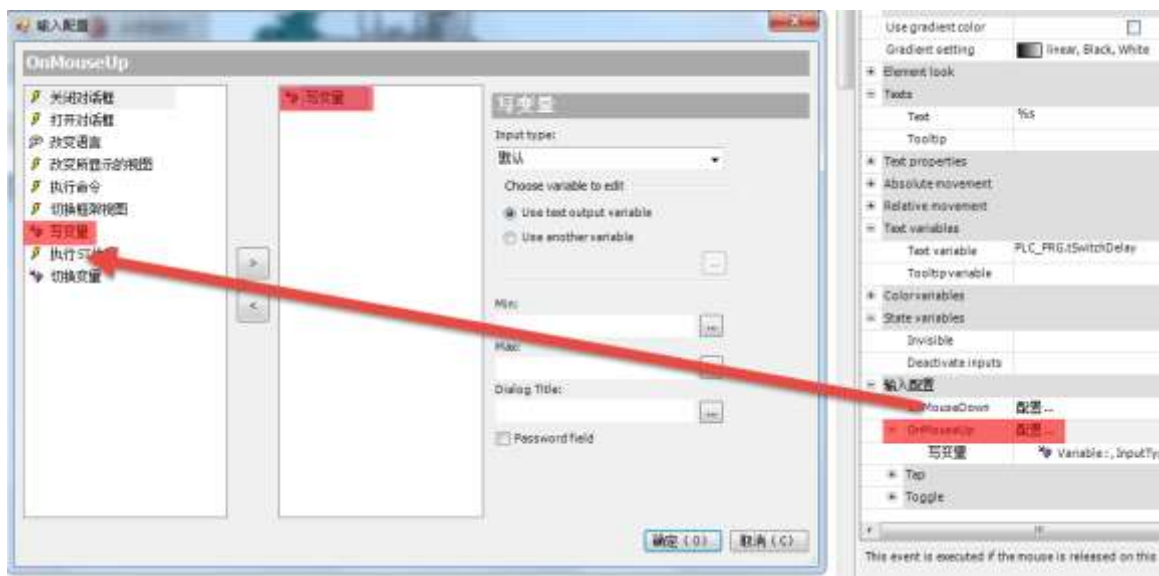 输入配置
OnMouseUp
关闭对话框
打开对话框
改变语言
改变所显示的视图
执行命令
切换框架视图
写变量
执行ST
切换变量
>
<
写变量
写变量
Input type:
默认
Choose variable to edit
Use text output variable
Use another variable
...
Min:
...
Max:
Dialog Title:
...
Password field
确定(O)
取消(C)
Use gradient color
Gradient setting
linear, Black, White
Element look
Texts
Text
%s
Tooltip
Text properties
Absolute movement
Relative movement
Text variables
Text variable
PLC_PRG.tSwitchDelay
Tooltip variable
Colorvariables
State variables
Invisible
Deactivate inputs
输入配置
MouseDown
配置...
OnMouseUp
配置...
写变量
Variable:, InputTy
Tap
Toggle
This event is executed if the mouse is released on this